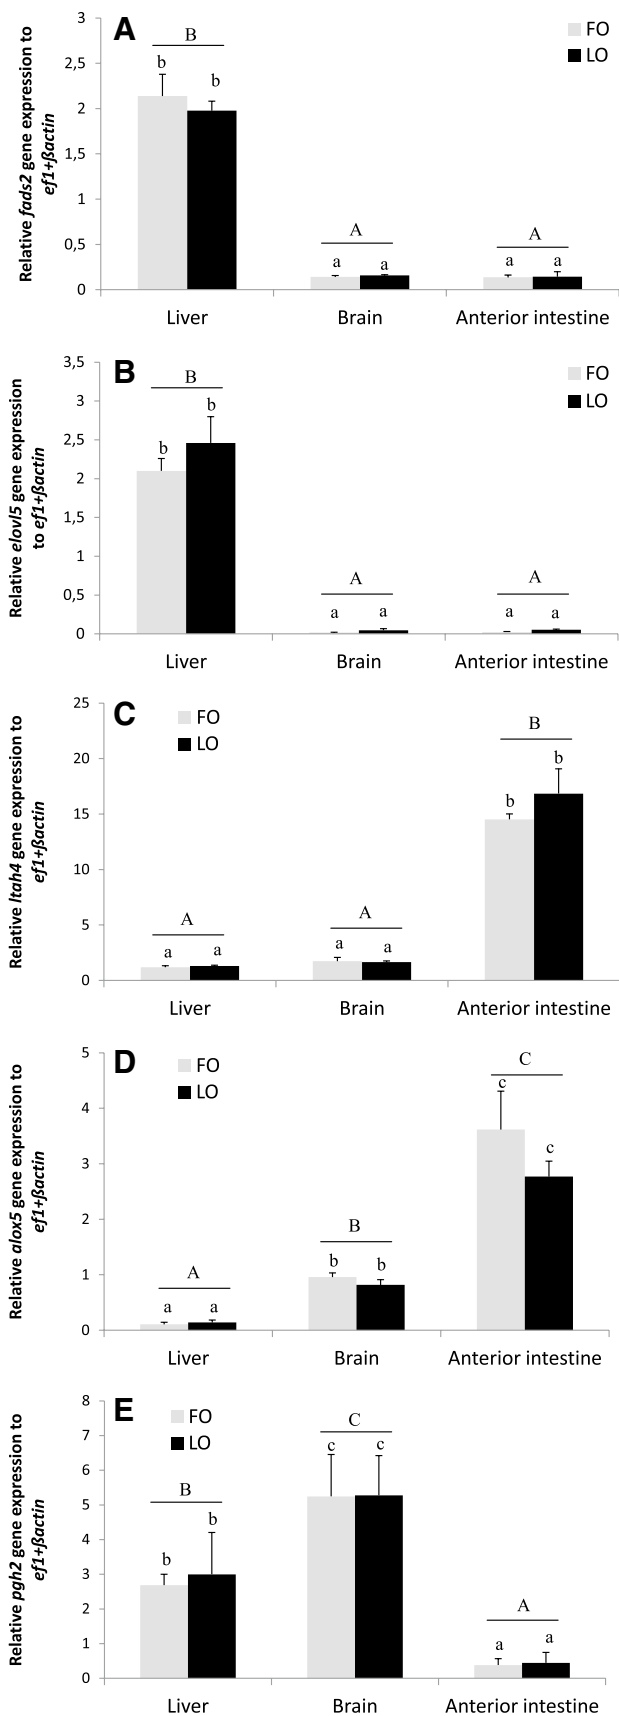 A
FO
LO
Relative fads2 gene expression to
ef1+βactin
3
2,5
2
1,5
1
0,5
0
B
b
b
A
a
a
A
a
a
Liver
Brain
Anterior intestine
B
FO
LO
Relative elovl5 gene expression
to ef1+βactin
3,5
3
2,5
2
1,5
1
0,5
0
B
b
b
A
a
a
A
a
a
Liver
Brain
Anterior intestine
C
FO
LO
Relative ltah4 gene expression to
ef1+βactin
25
20
15
10
5
0
A
a
a
A
a
a
B
b
b
Liver
Brain
Anterior intestine
D
FO
LO
Relative alox5 gene expression to
ef1+βactin
5
4
3
2
1
0
A
a
a
B
b
b
C
c
c
Liver
Brain
Anterior intestine
E
FO
LO
Relative pgh2 gene expression to
ef1+βactin
8
7
6
5
4
3
2
1
0
B
b
b
C
c
c
A
a
a
Liver
Brain
Anterior intestine